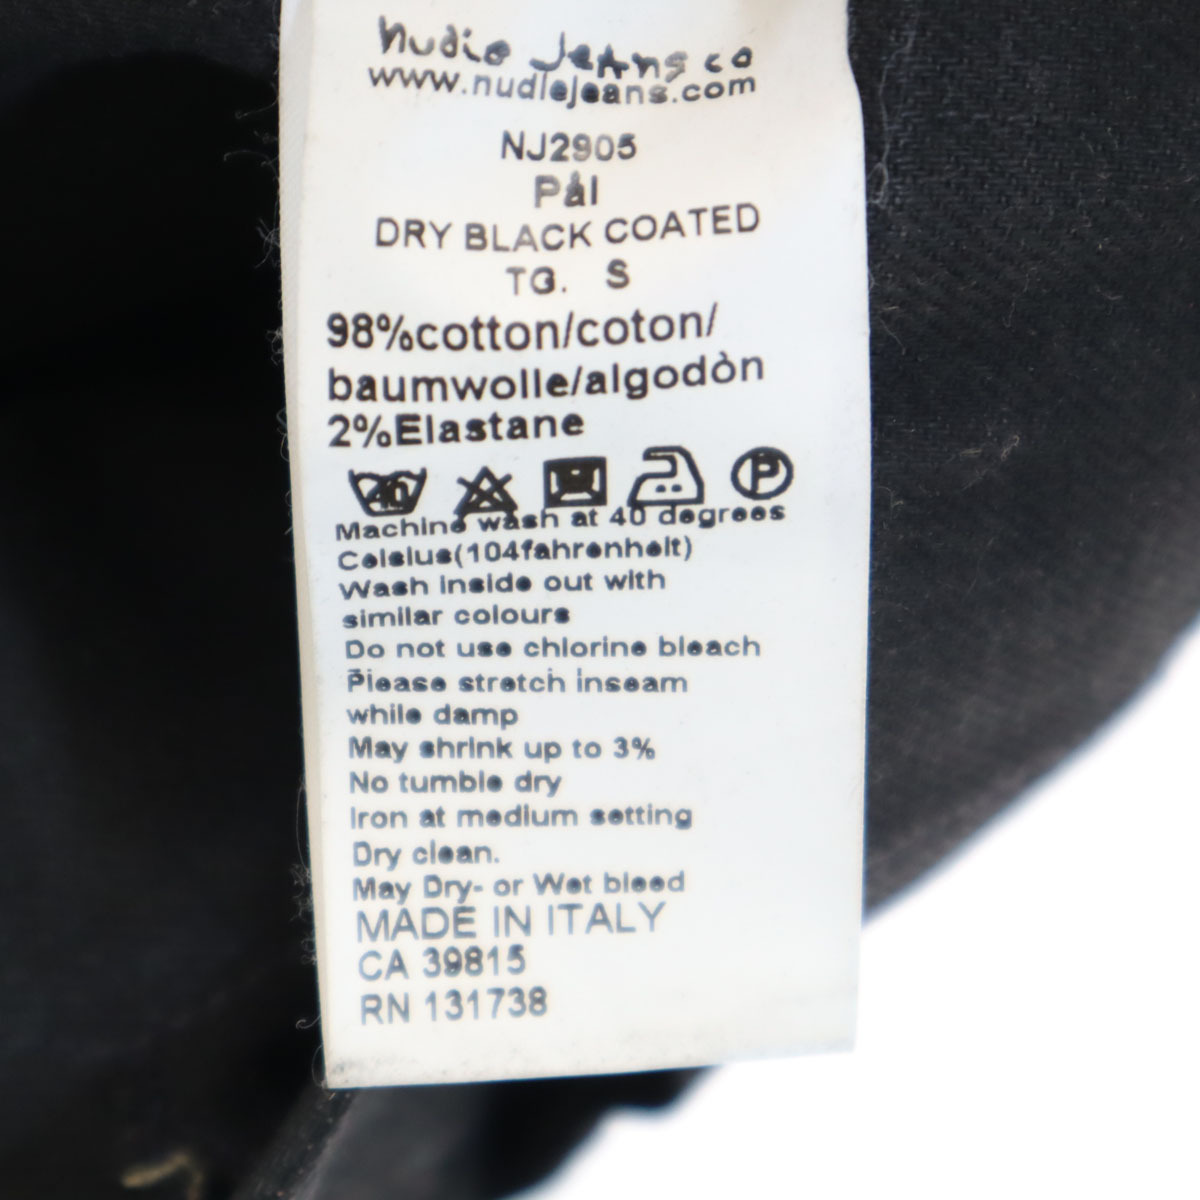 nudie Jeans co
www.nudiejeans.com
NJ2905
Pål
DRY BLACK COATED
TG. S
98%cotton/coton/
baumwolle/algodòn
2%Elastane
40 P
Machine wash at 40 degrees
Celsius(104fahrenheit)
Wash inside out with
similar colours
Do not use chlorine bleach
Please stretch inseam
while damp
May shrink up to 3%
No tumble dry
Iron at medium setting
Dry clean.
May Dry- or Wet bleed
MADE IN ITALY
CA 39815
RN 131738